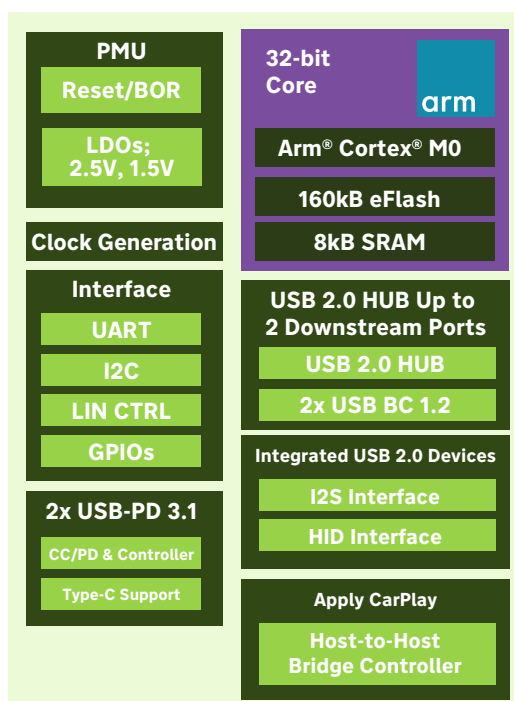 PMU
Reset/BOR
LDOs;
2.5V, 1.5V
Clock Generation
Interface
UART
I2C
LIN CTRL
GPIOs
2x USB-PD 3.1
CC/PD & Controller
Type-C Support
32-bit
Core
arm
Arm® Cortex® M0
160kB eFlash
8kB SRAM
USB 2.0 HUB Up to
2 Downstream Ports
USB 2.0 HUB
2x USB BC 1.2
Integrated USB 2.0 Devices
I2S Interface
HID Interface
Apply CarPlay
Host-to-Host
Bridge Controller